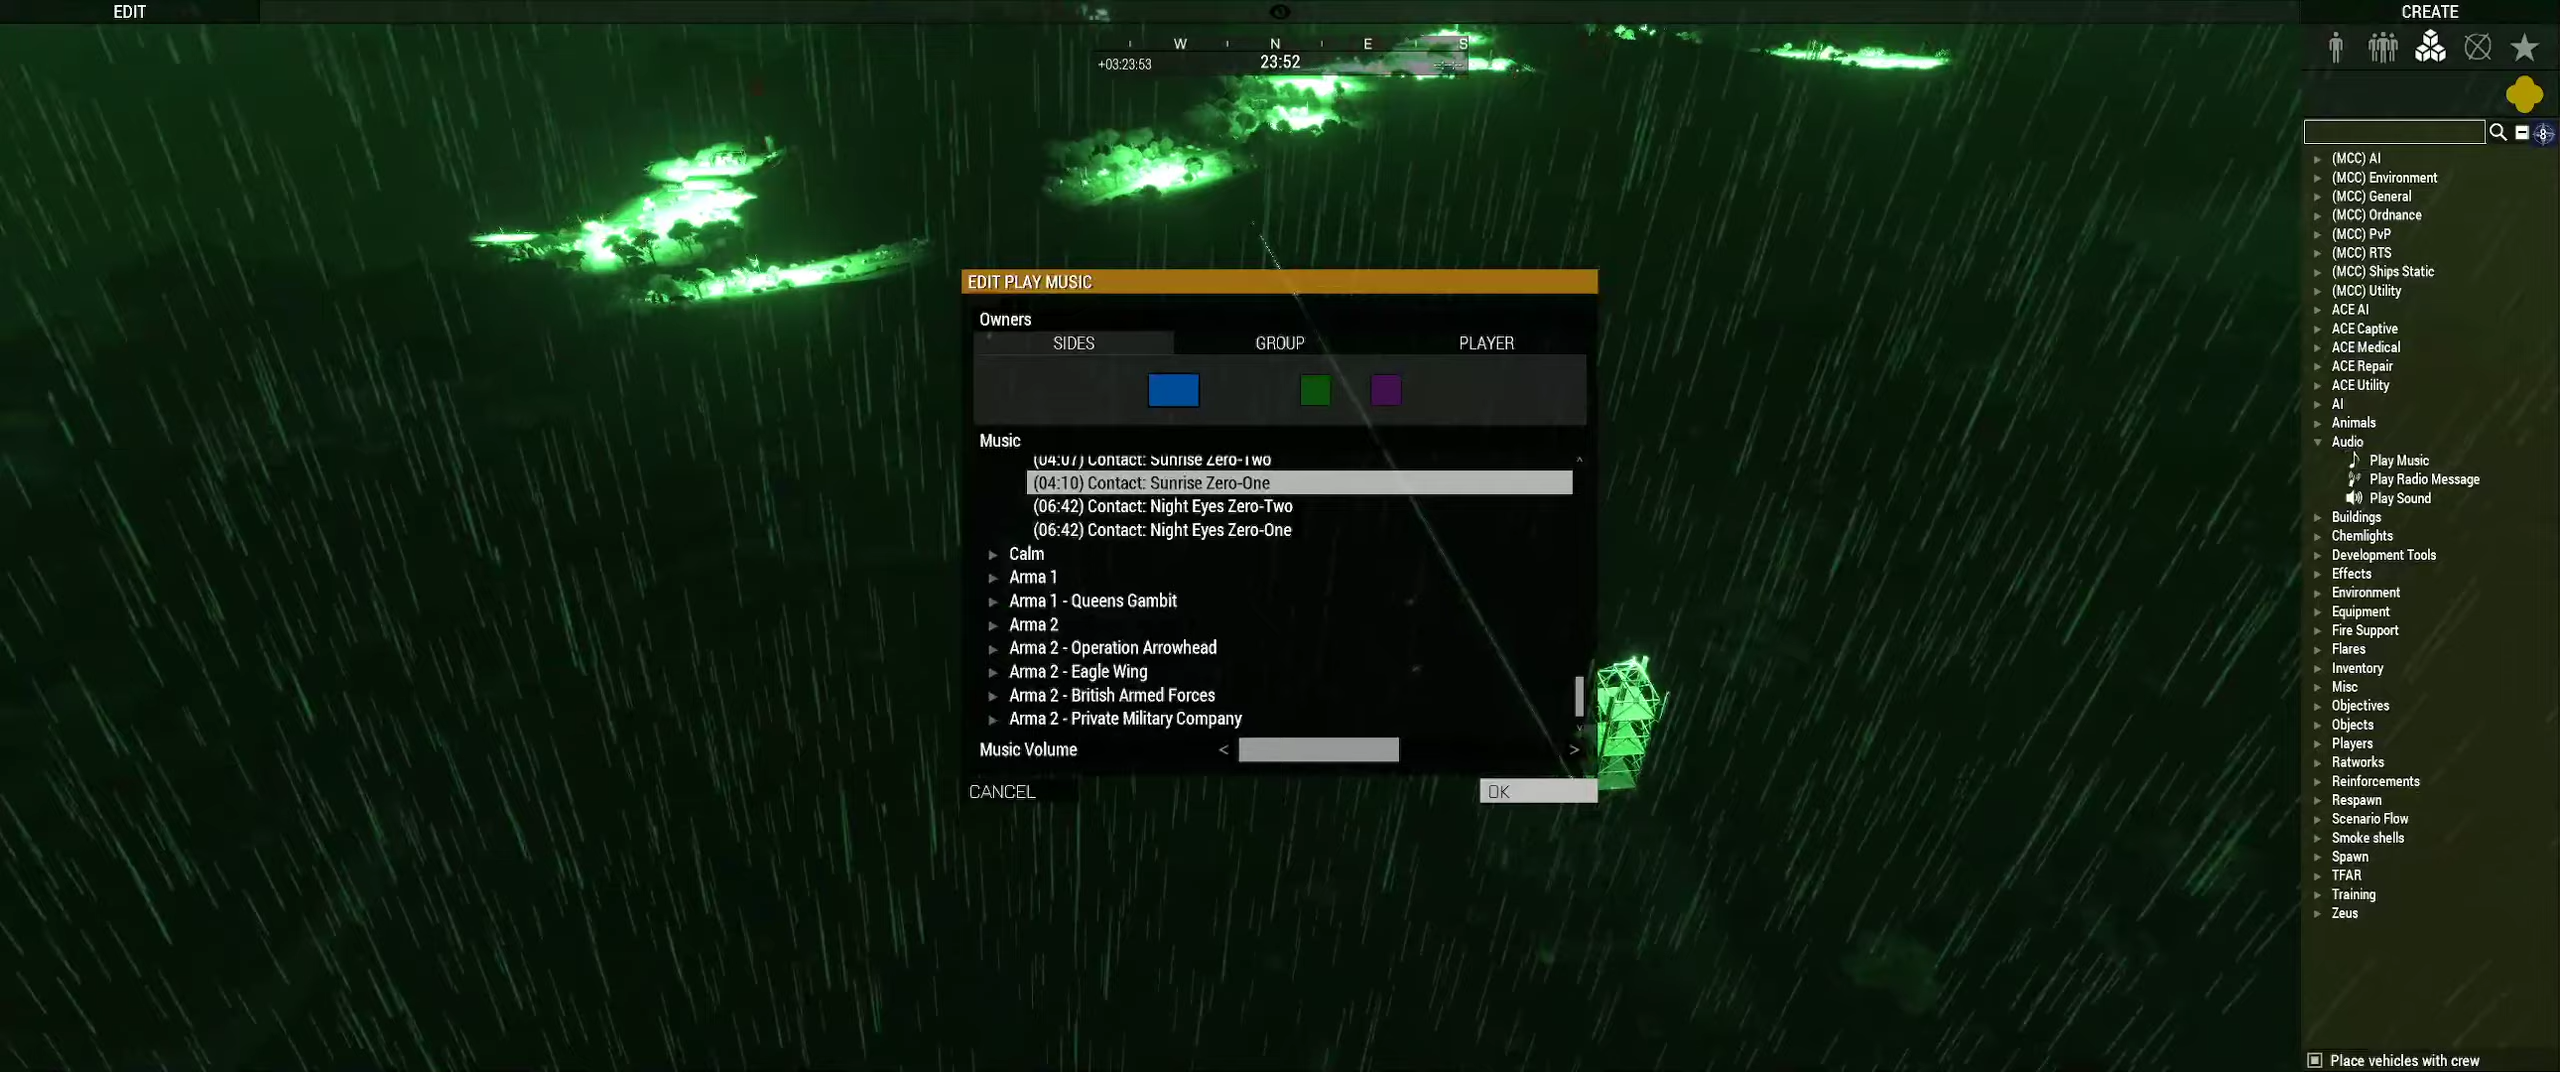 EDIT
CREATE
W N E S
+03:23:53
23:52
EDIT PLAY MUSIC
Owners
SIDES GROUP PLAYER
Music
(04:07) Contact: Sunrise Zero-Two
(04:10) Contact: Sunrise Zero-One
(06:42) Contact: Night Eyes Zero-Two
(06:42) Contact: Night Eyes Zero-One
Calm
Arma 1
Arma 1 - Queens Gambit
Arma 2
Arma 2 - Operation Arrowhead
Arma 2 - Eagle Wing
Arma 2 - British Armed Forces
Arma 2 - Private Military Company
Music Volume < >
CANCEL
OK
(MCC) AI
(MCC) Environment
(MCC) General
(MCC) Ordnance
(MCC) PvP
(MCC) RTS
(MCC) Ships Static
(MCC) Utility
ACE AI
ACE Captive
ACE Medical
ACE Repair
ACE Utility
AI
Animals
Audio
Play Music
Play Radio Message
Play Sound
Buildings
Chemlights
Development Tools
Effects
Environment
Equipment
Fire Support
Flares
Inventory
Misc
Objectives
Objects
Players
Ratworks
Reinforcements
Respawn
Scenario Flow
Smoke shells
Spawn
TFAR
Training
Zeus
Place vehicles with crew